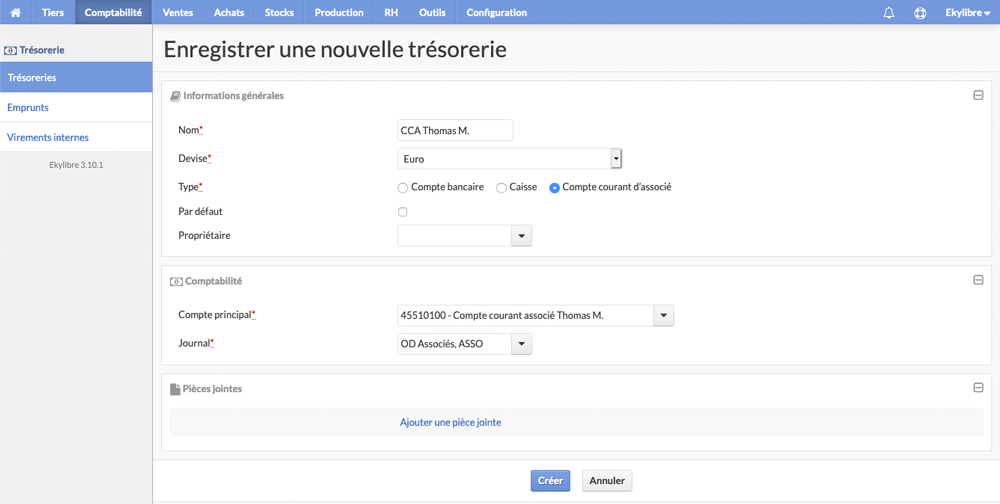 Tiers Comptabilité Ventes Achats Stocks Production RH Outils Configuration Ekylibre
Trésorerie
Trésoreries
Emprunts
Virements internes
Ekylibre 3.10.1
Enregistrer une nouvelle trésorerie
Informations générales
Nom* CCA Thomas M.
Devise* Euro
Type* Compte bancaire Caisse Compte courant d'associé
Par défaut
Propriétaire
Comptabilité
Compte principal* 45510100 - Compte courant associé Thomas M.
Journal* OD Associés, ASSO
Pièces jointes
Ajouter une pièce jointe
Créer Annuler